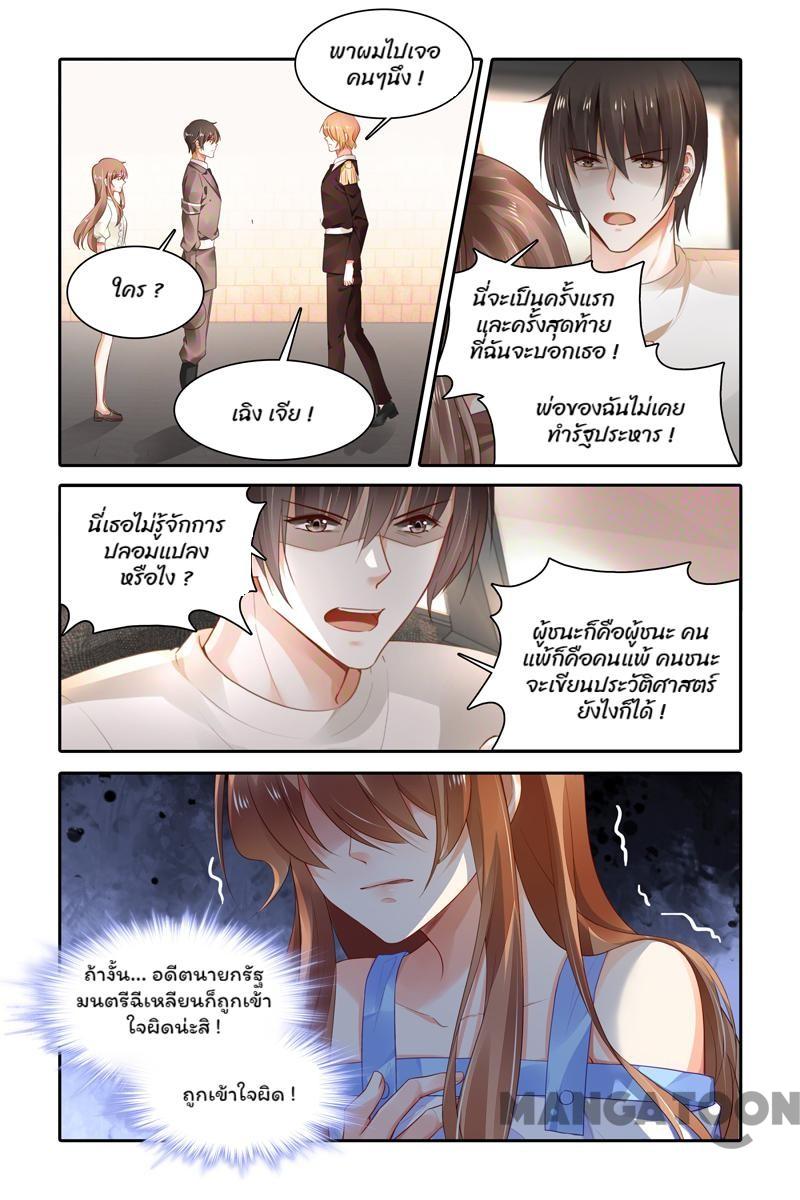 พาผมไปเจอ
คนๆนึง !
ใคร ?
เฉิง เจีย !
นี่จะเป็นครั้งแรก
และครั้งสุดท้าย
ที่ฉันจะบอกเธอ !
พ่อของฉันไม่เคย
ทำรัฐประหาร !
นี่เธอไม่รู้จักการ
ปลอมแปลง
หรือไง ?
ผู้ชนะก็คือผู้ชนะ คน
แพ้ก็คือคนแพ้ คนชนะ
จะเขียนประวัติศาสตร์
ยังไงก็ได้ !
ถ้างั้น... อดีตนายกรัฐ
มนตรีฉีเหลียนก็ถูกเข้า
ใจผิดน่ะสิ !
ถูกเข้าใจผิด !
MANGATOON